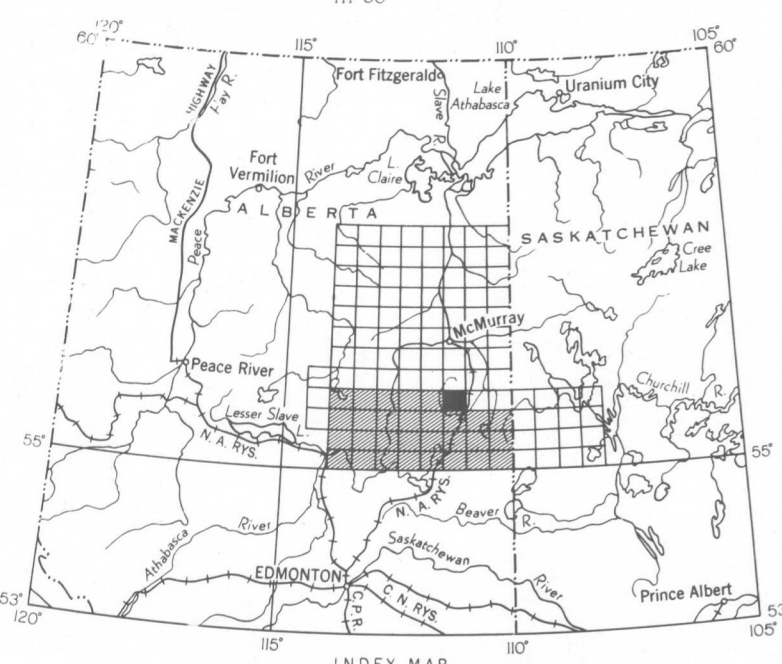 120°
115°
110°
105°
60°
60°
HIGHWAY
Hay R.
MACKENZIE
Fort Fitzgerald
Slave
R.
Lake
Athabasca
Uranium City
Fort
Vermilion
River
L.
Claire
Peace
ALBERTA
SASKATCHEWAN
Cree
Lake
McMurray
Peace River
Churchill
R.
Lesser Slave
L.
N. A. RYS.
55°
55°
N. A. RYS.
Beaver
R.
Athabasca
River
Saskatchewan
River
EDMONTON
C. N. RYS.
C.P.R.
Prince Albert
53°
53
120°
115°
110°
105°
INDEX MAP